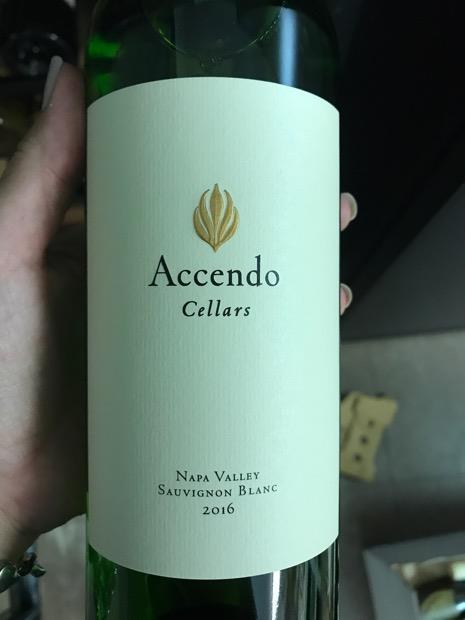 Accendo
Cellars
Napa Valley
Sauvignon Blanc
2016